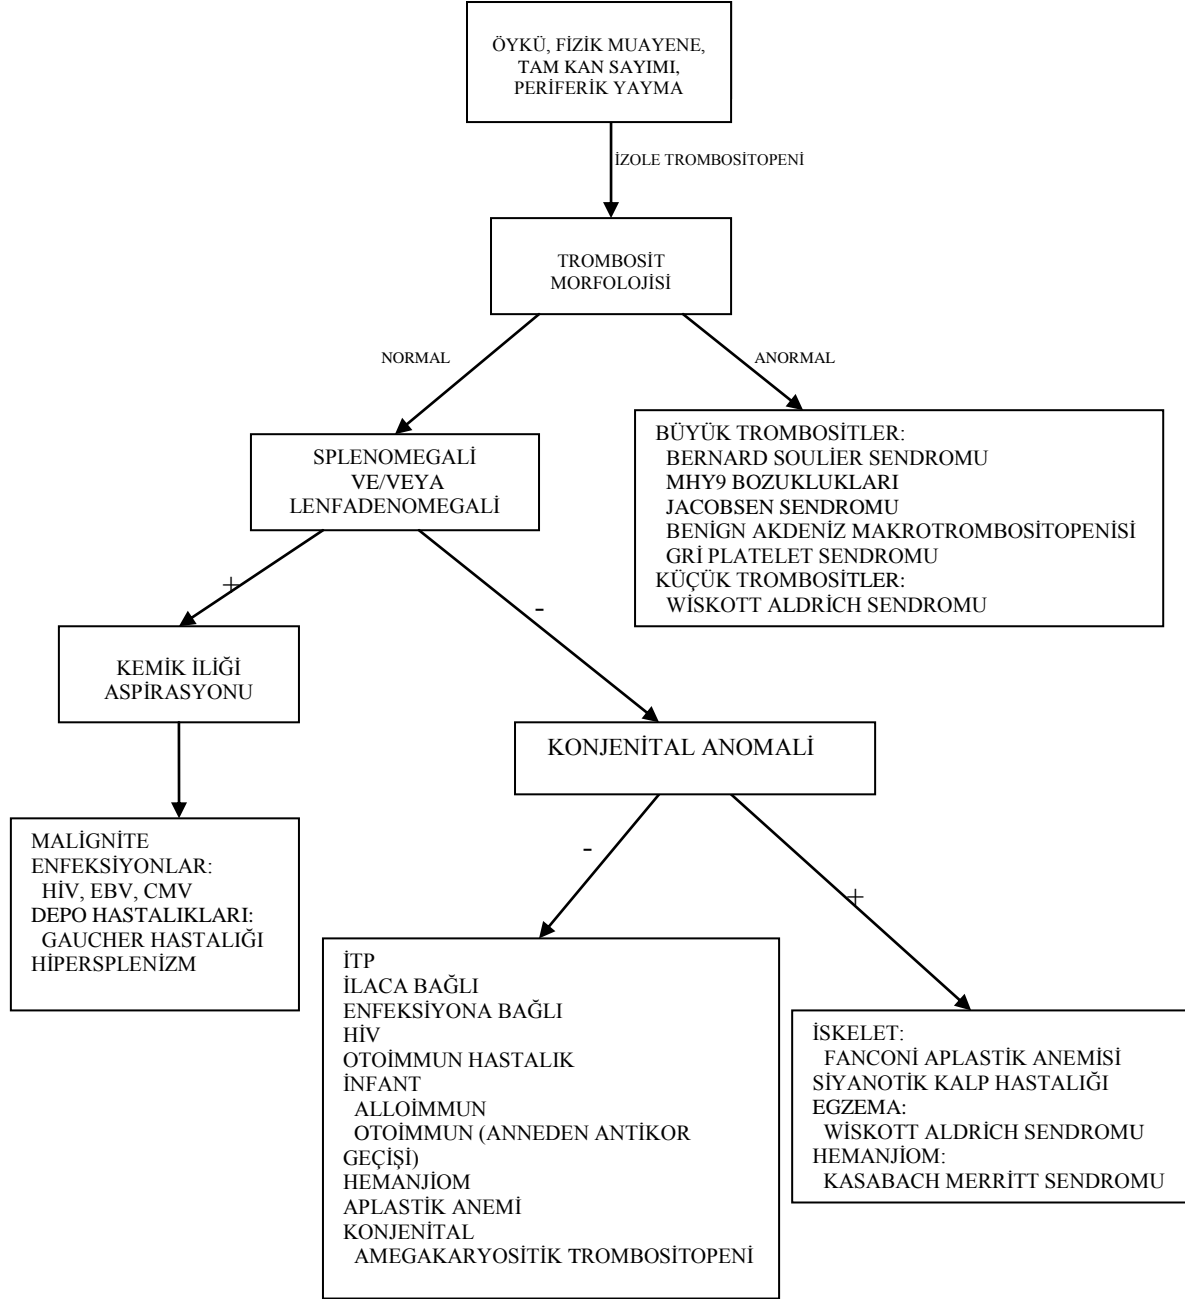 ÖYKÜ, FİZİK MUAYENE,
TAM KAN SAYIMI,
PERİFERİK YAYMA
İZOLE TROMBOSİTOPENİ
TROMBOSİT
MORFOLOJİSİ
NORMAL
ANORMAL
SPLENOMEGALİ
VE/VEYA
LENFADENOMEGALİ
BÜYÜK TROMBOSİTLER:
BERNARD SOULİER SENDROMU
MHY9 BOZUKLUKLARI
JACOBSEN SENDROMU
BENİGN AKDENİZ MAKROTROMBOSİTOPENİSİ
GRİ PLATELET SENDROMU
KÜÇÜK TROMBOSİTLER:
WİSKOTT ALDRİCH SENDROMU
+
-
KEMİK İLİĞİ
ASPİRASYONU
KONJENİTAL ANOMALİ
MALİGNİTE
ENFEKSİYONLAR:
HİV, EBV, CMV
DEPO HASTALIKLARI:
GAUCHER HASTALIĞI
HİPERSPLENİZM
-
+
İTP
İLACA BAĞLI
ENFEKSİYONA BAĞLI
HİV
OTOİMMUN HASTALIK
İNFANT
ALLOİMMUN
OTOİMMUN (ANNEDEN ANTİKOR
GEÇİŞİ)
HEMANJİOM
APLASTİK ANEMİ
KONJENİTAL
AMEGAKARYOSİTİK TROMBOSİTOPENİ
İSKELET:
FANCONİ APLASTİK ANEMİSİ
SİYANOTİK KALP HASTALIĞI
EGZEMA:
WİSKOTT ALDRİCH SENDROMU
HEMANJİOM:
KASABACH MERRİTT SENDROMU